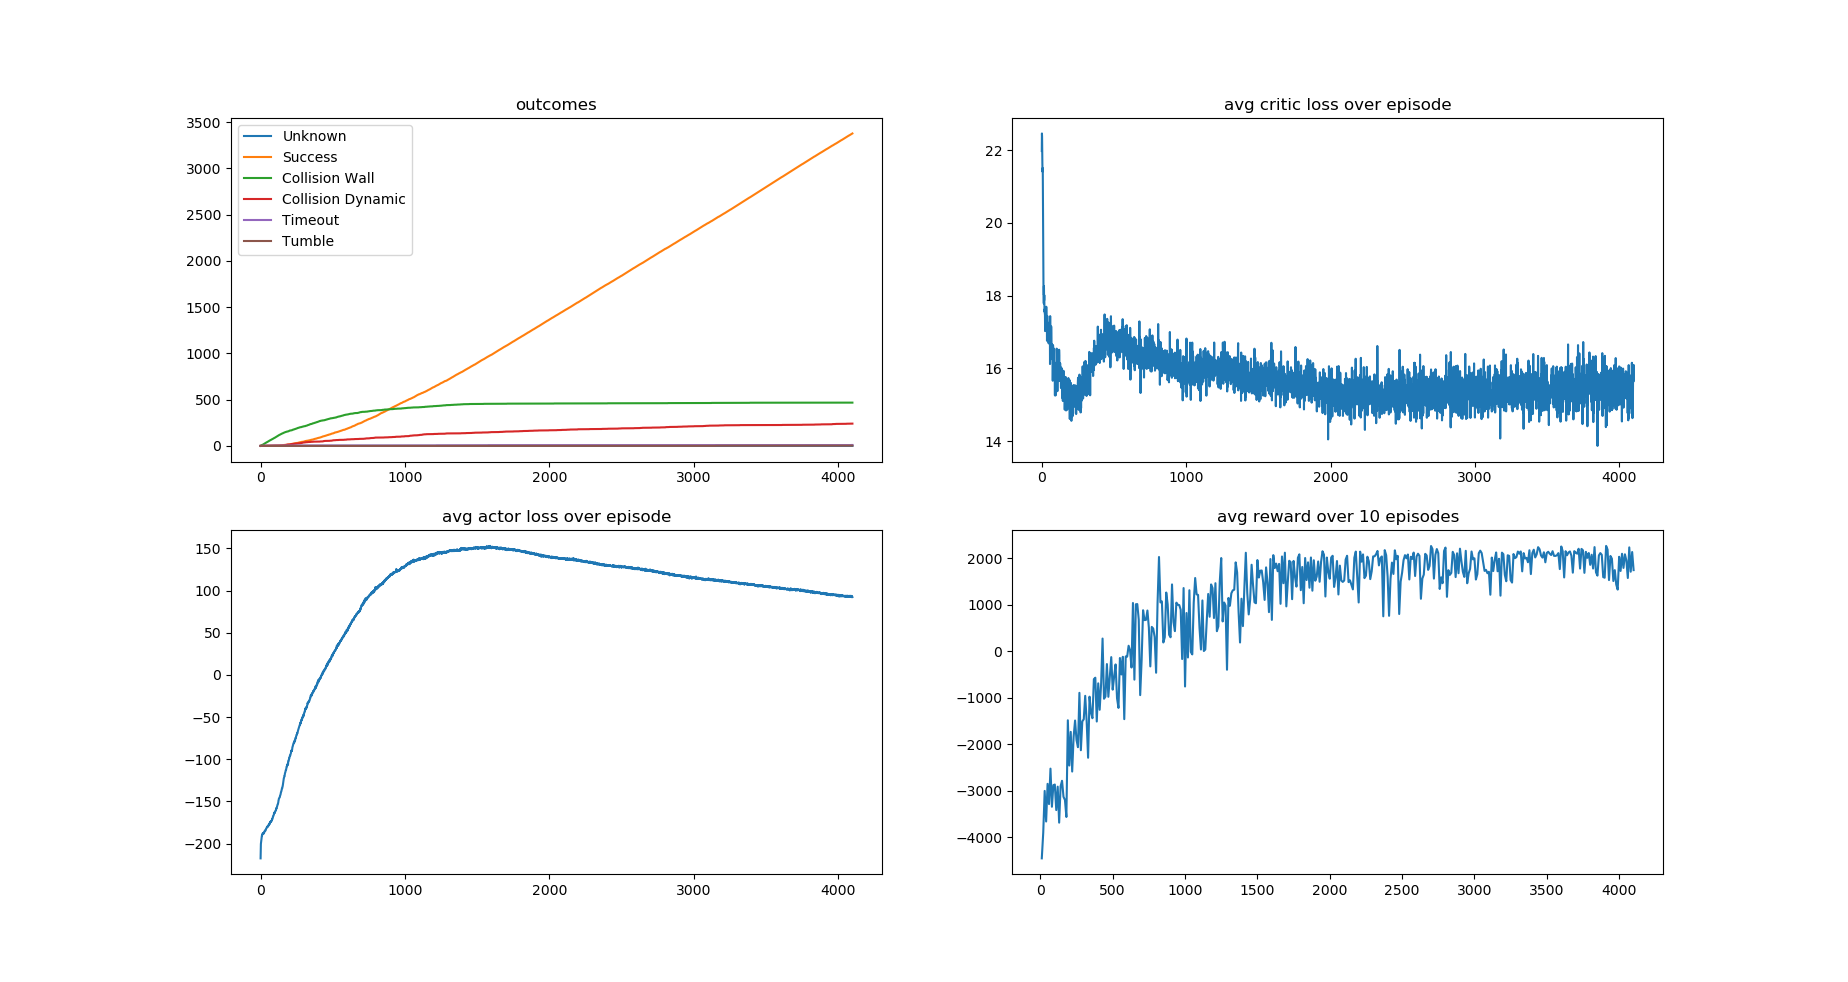 outcomes
3500
3000
2500
2000
1500
1000
500
0
Unknown
Success
Collision Wall
Collision Dynamic
Timeout
Tumble
0 1000 2000 3000 4000
avg critic loss over episode
22
20
18
16
14
0 1000 2000 3000 4000
avg actor loss over episode
150
100
50
0
−50
−100
−150
−200
0 1000 2000 3000 4000
avg reward over 10 episodes
2000
1000
0
−1000
−2000
−3000
−4000
0 500 1000 1500 2000 2500 3000 3500 4000